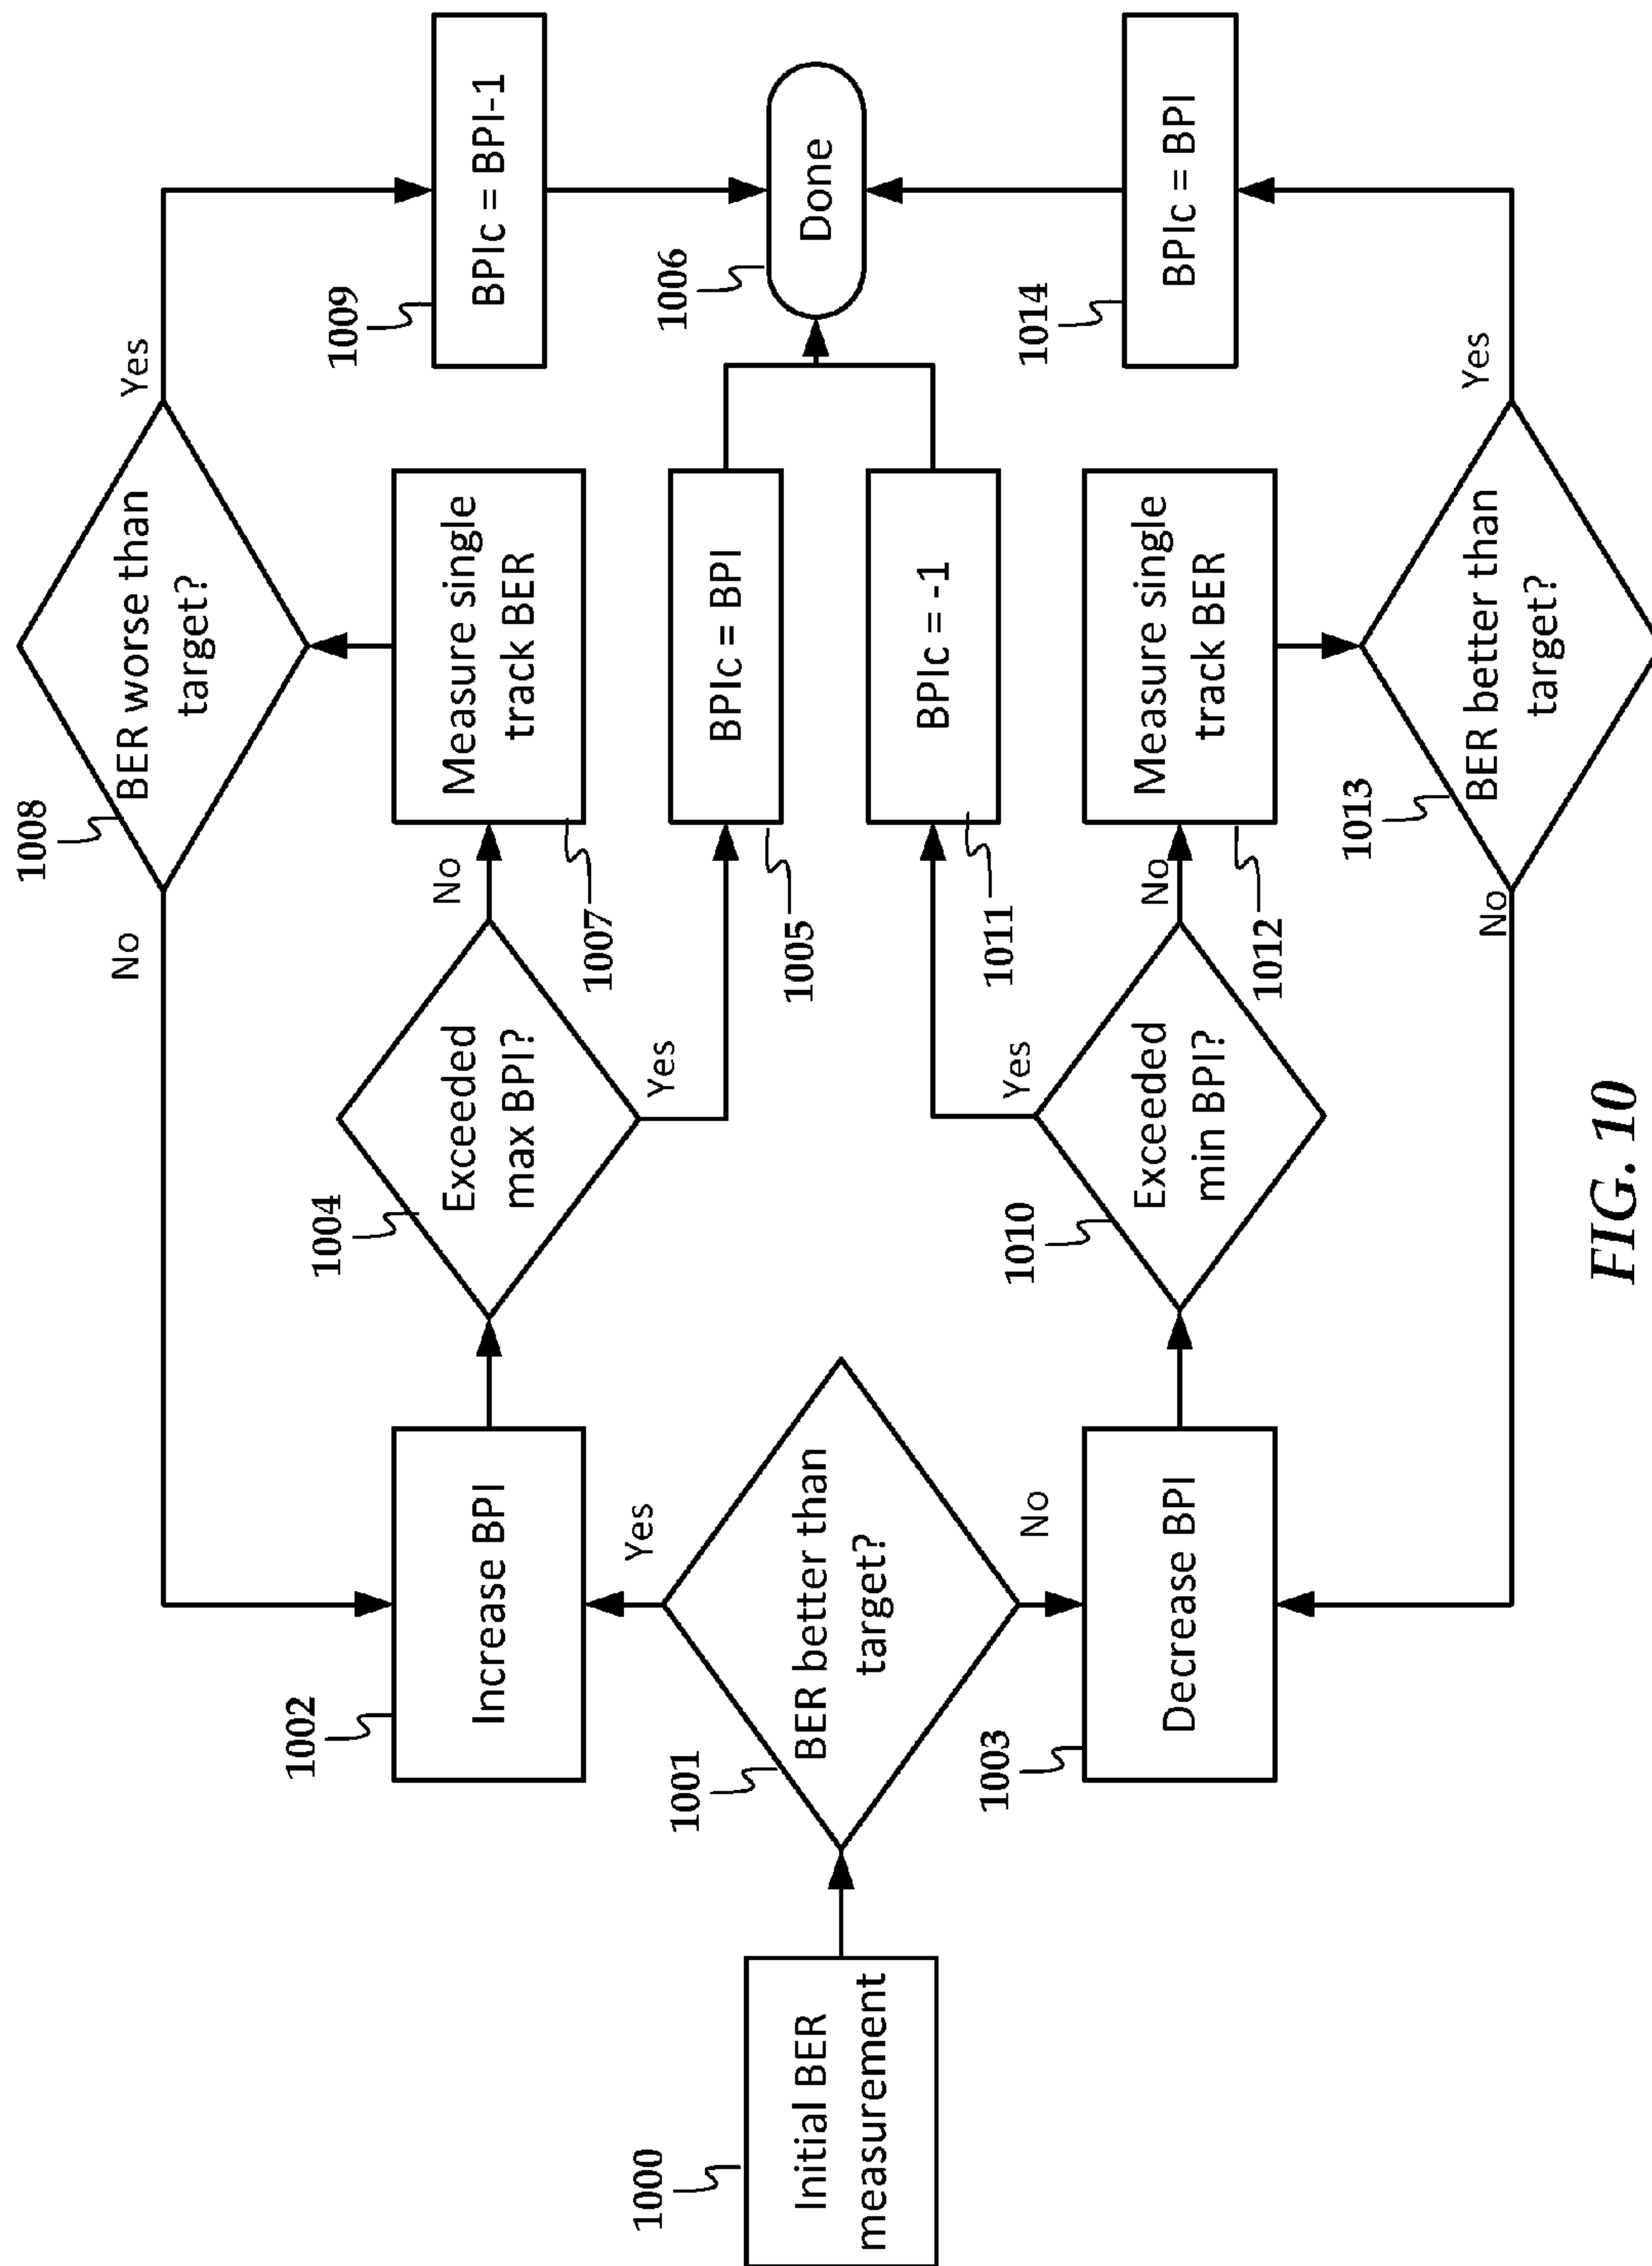 1000
Initial BER
measurement
1001
BER better than
target?
Yes
No
1002
Increase BPI
1003
Decrease BPI
1004
Exceeded
max BPI?
No
Yes
1007
Measure single
track BER
1008
BER worse than
target?
No
Yes
1009
BPIc = BPI-1
1005
BPIc = BPI
1006
Done
1010
Exceeded
min BPI?
Yes
No
1011
BPIc = -1
1012
Measure single
track BER
1013
BER better than
target?
No
Yes
1014
BPIc = BPI
FIG. 10